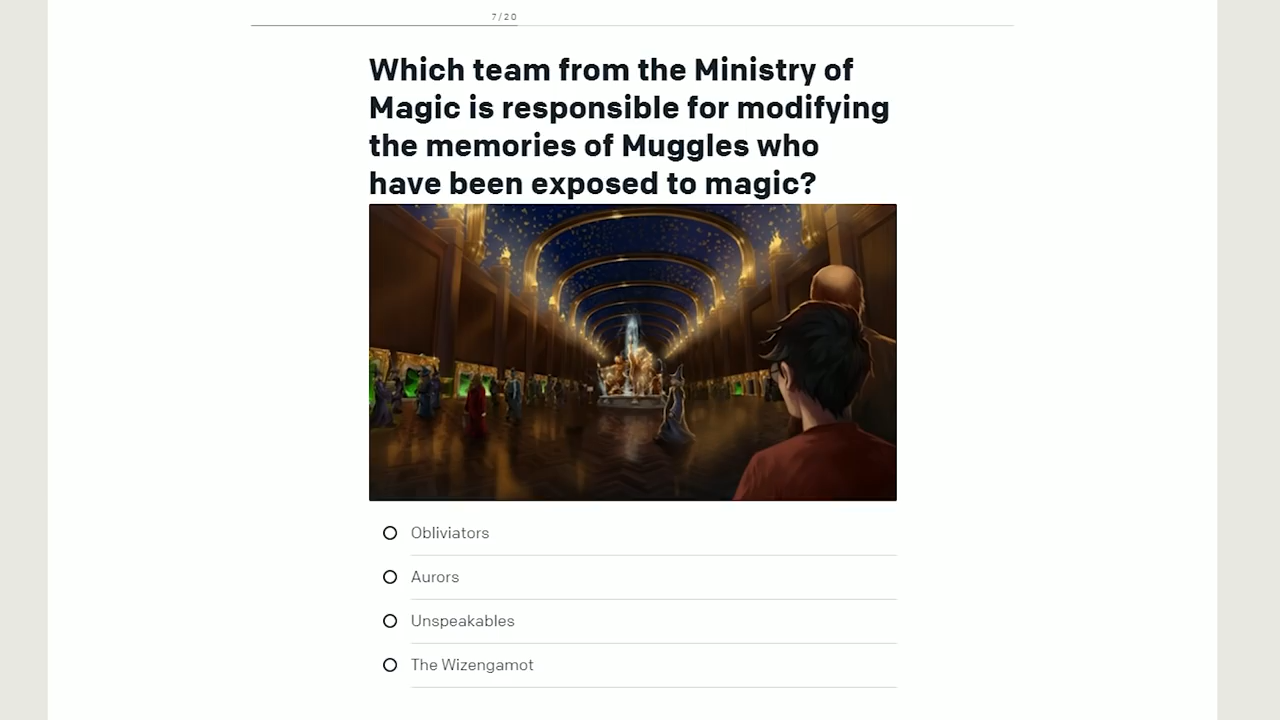 7/20
Which team from the Ministry of
Magic is responsible for modifying
the memories of Muggles who
have been exposed to magic?
Obliviators
Aurors
Unspeakables
The Wizengamot